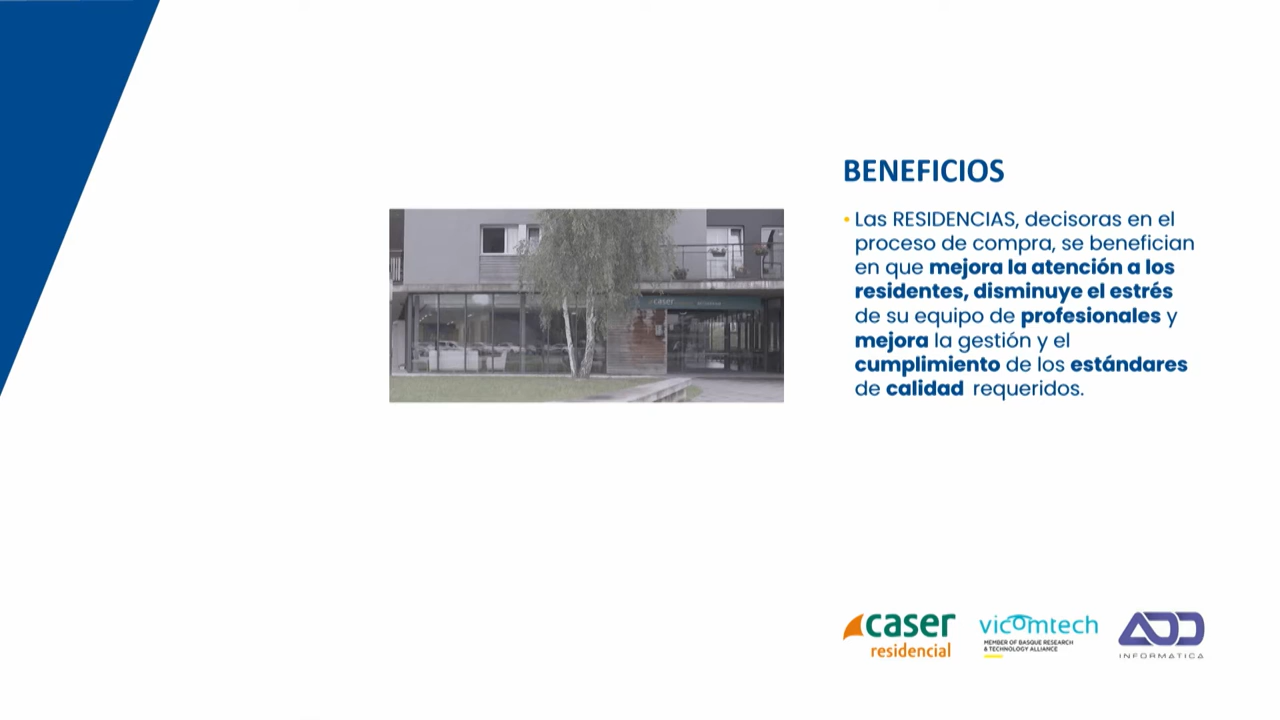 BENEFICIOS
• Las RESIDENCIAS, decisoras en el
proceso de compra, se benefician
en que mejora la atención a los
residentes, disminuye el estrés
de su equipo de profesionales y
mejora la gestión y el
cumplimiento de los estándares
de calidad requeridos.
caser
caser
residencial
vicomtech
MEMBER OF BASQUE RESEARCH
& TECHNOLOGY ALLIANCE
ADD
INFORMATICA